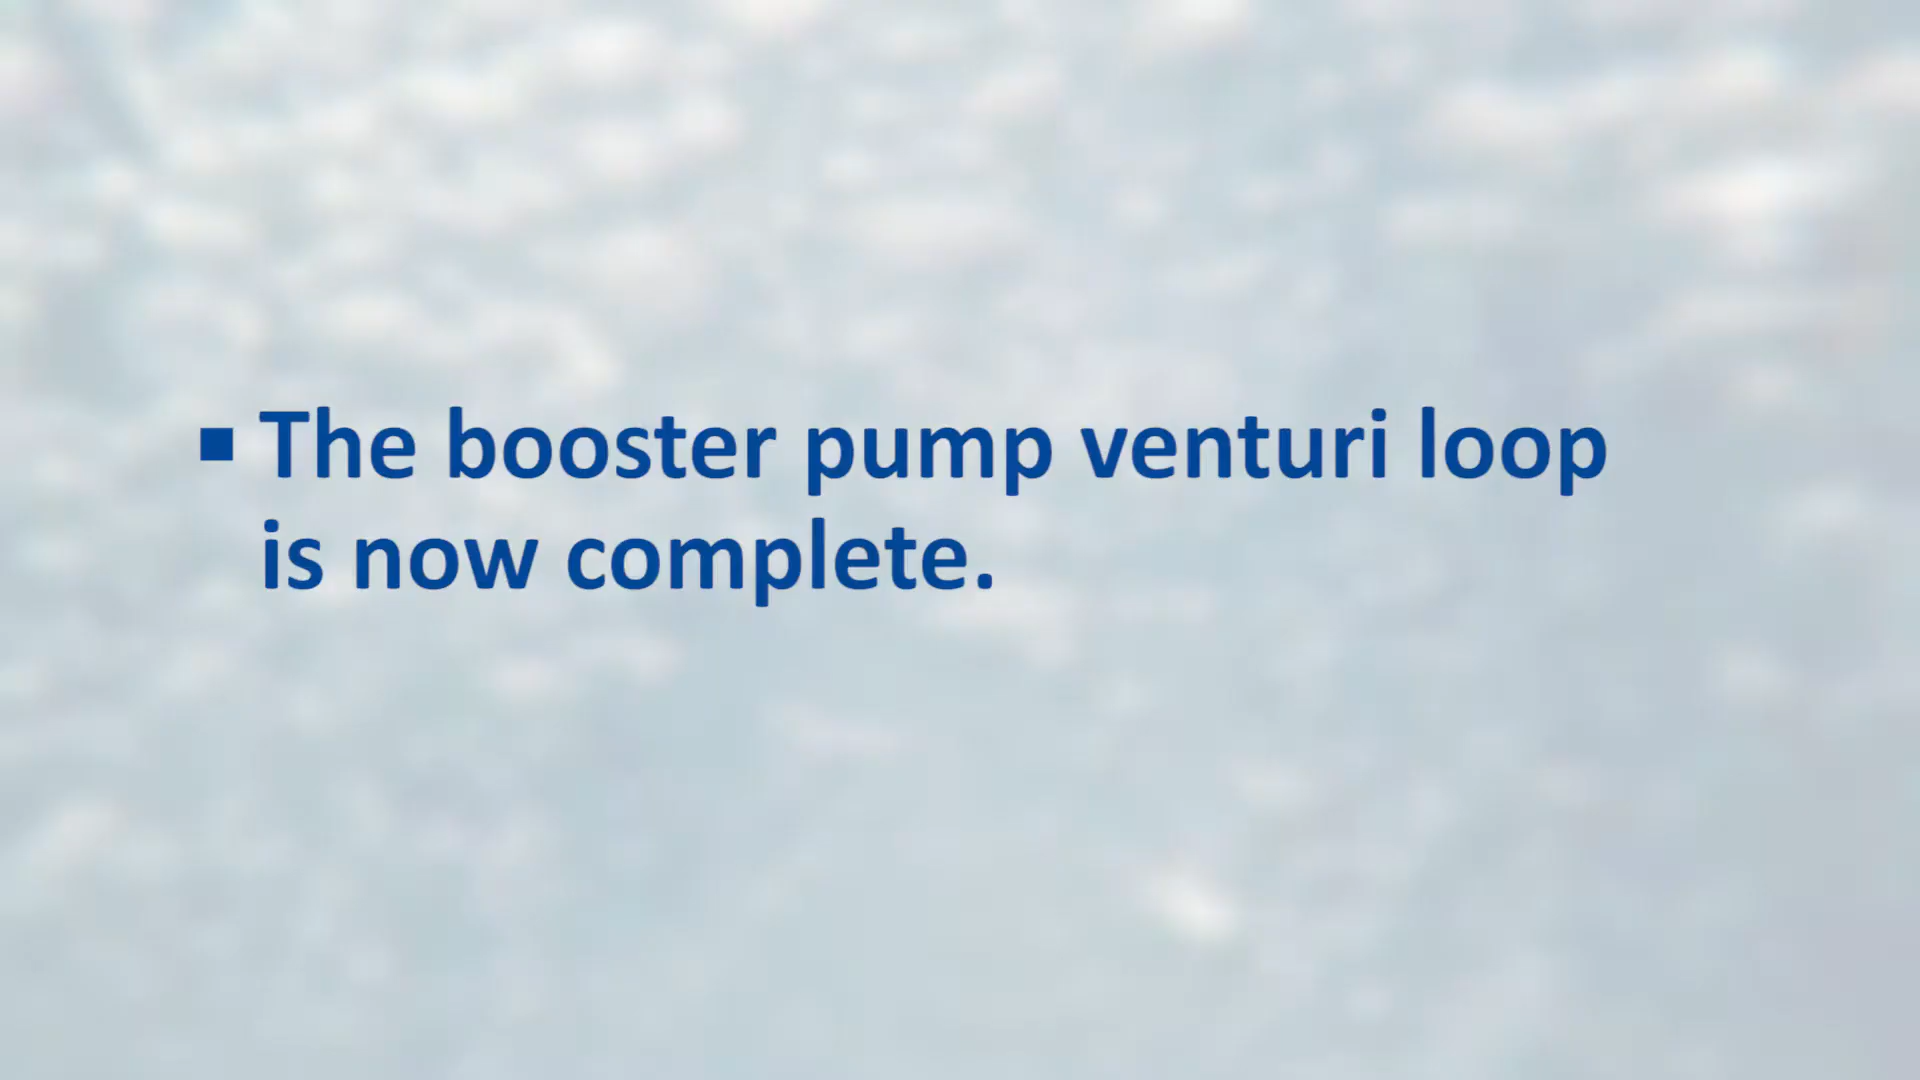 ▪ The booster pump venturi loop
is now complete.